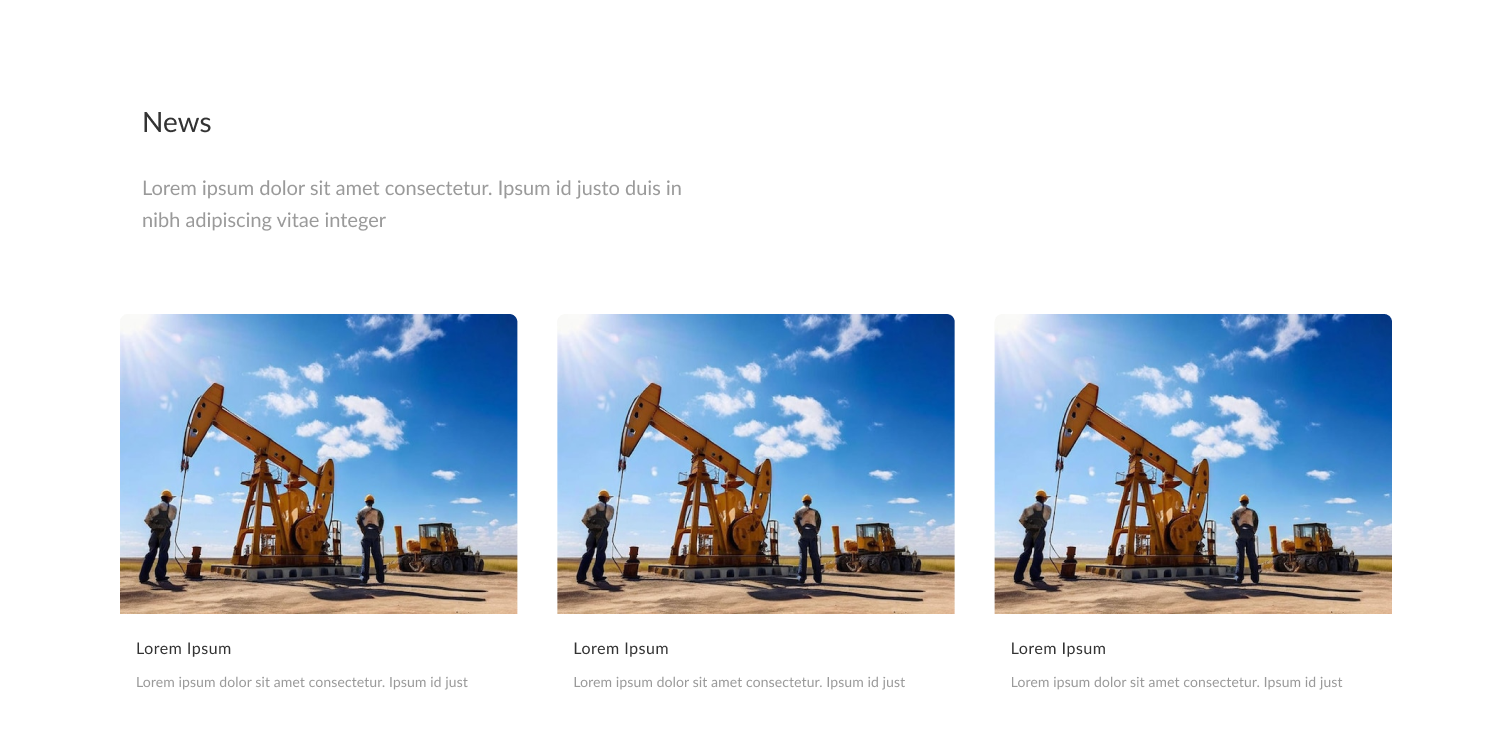 News
Lorem ipsum dolor sit amet consectetur. Ipsum id justo duis in
nibh adipiscing vitae integer
Lorem Ipsum
Lorem ipsum dolor sit amet consectetur. Ipsum id just
Lorem Ipsum
Lorem ipsum dolor sit amet consectetur. Ipsum id just
Lorem Ipsum
Lorem ipsum dolor sit amet consectetur. Ipsum id just